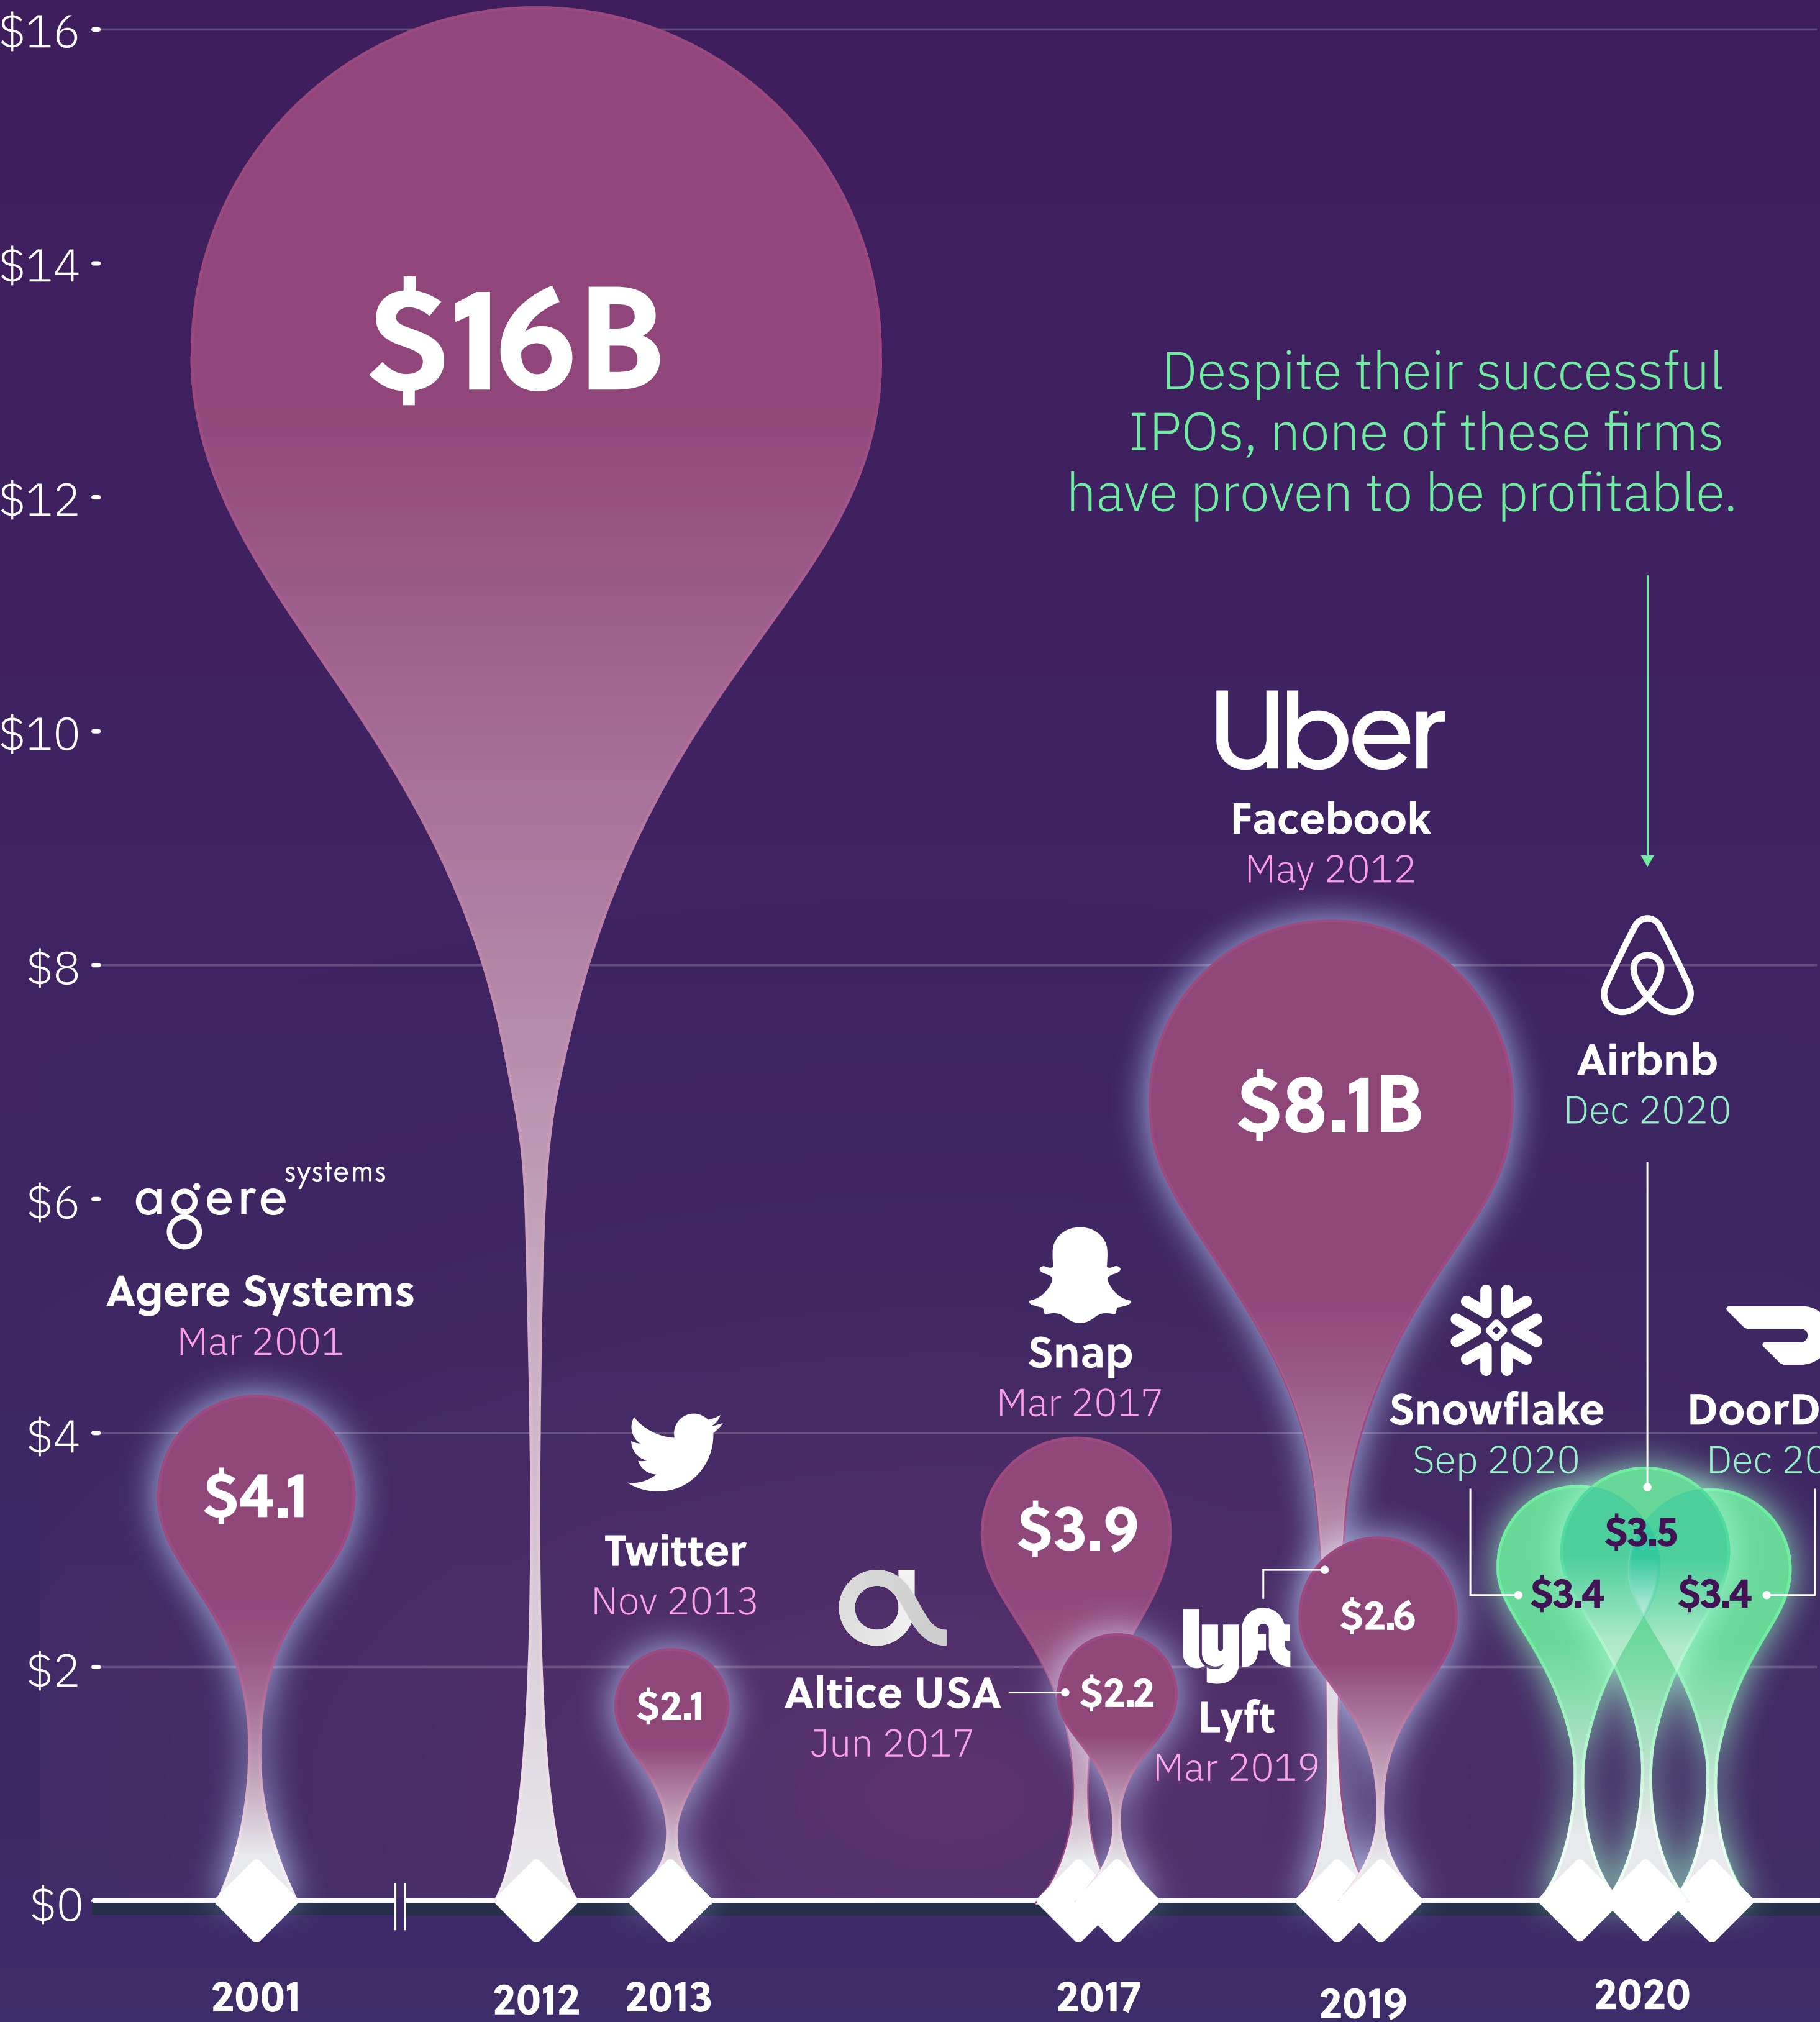 $16
$14
$12
$10
$8
$6
$4
$2
$0
$16B
Despite their successful
IPOs, none of these firms
have proven to be profitable.
Uber
Facebook
May 2012
$8.1B
Airbnb
Dec 2020
agere systems
Agere Systems
Mar 2001
$4.1
Twitter
Nov 2013
$2.1
Snap
Mar 2017
$3.9
Altice USA
Jun 2017
$2.2
lyft
Lyft
Mar 2019
$2.6
Snowflake
Sep 2020
$3.4
$3.5
DoorD
Dec 20
$3.4
2001
2012
2013
2017
2019
2020